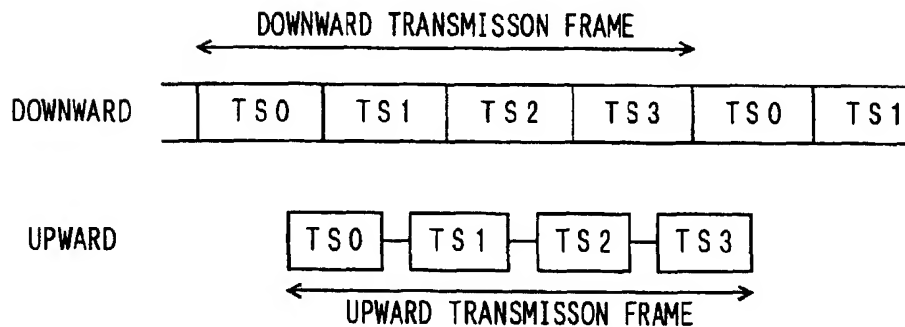 DOWNWARD TRANSMISSON FRAME
DOWNWARD TS0 TS1 TS2 TS3 TS0 TS1
UPWARD TS0 TS1 TS2 TS3
UPWARD TRANSMISSON FRAME